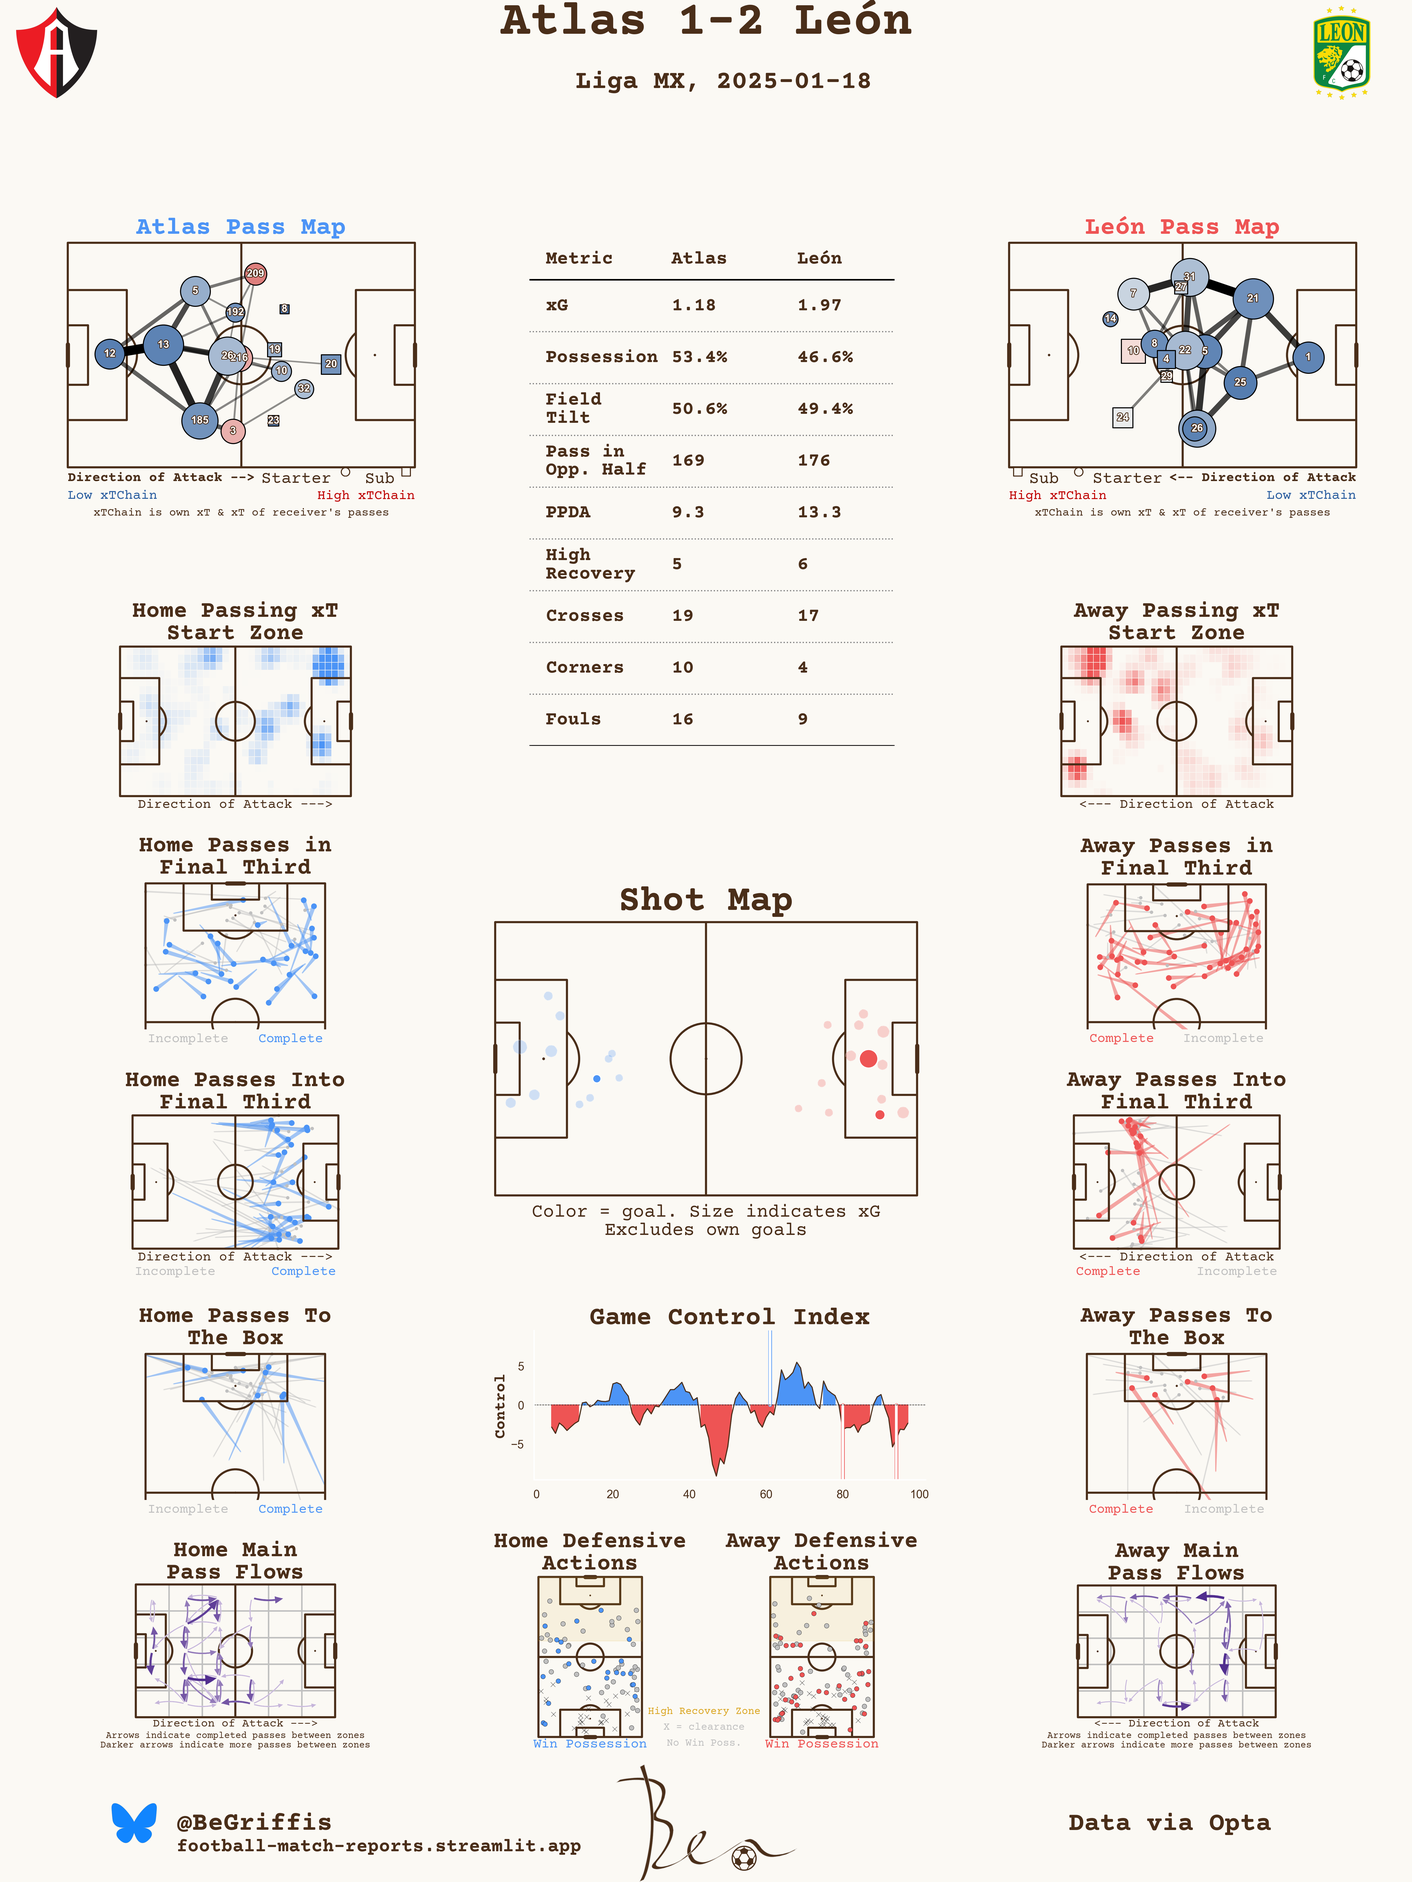 Atlas 1-2 León
Liga MX, 2025-01-18
LEON
F C
Atlas Pass Map
209
5
8
192
13
12
19
216
20
10
32
185
3
23
Direction of Attack --> Starter Sub
Low xTChain High xTChain
xTChain is own xT & xT of receiver's passes
Metric Atlas León
xG 1.18 1.97
Possession 53.4% 46.6%
Field
Tilt 50.6% 49.4%
Pass in
Opp. Half 169 176
PPDA 9.3 13.3
High
Recovery 5 6
Crosses 19 17
Corners 10 4
Fouls 16 9
León Pass Map
31
27
7
21
14
8
10
22
5
4
1
29
25
24
26
Sub Starter <-- Direction of Attack
High xTChain Low xTChain
xTChain is own xT & xT of receiver's passes
Home Passing xT
Start Zone
Direction of Attack --->
Away Passing xT
Start Zone
<--- Direction of Attack
Home Passes in
Final Third
Incomplete Complete
Away Passes in
Final Third
Complete Incomplete
Shot Map
Color = goal. Size indicates xG
Excludes own goals
Home Passes Into
Final Third
Direction of Attack --->
Incomplete Complete
Away Passes Into
Final Third
<--- Direction of Attack
Complete Incomplete
Home Passes To
The Box
Incomplete Complete
Game Control Index
Control
5
0
−5
0 20 40 60 80 100
Away Passes To
The Box
Complete Incomplete
Home Main
Pass Flows
Direction of Attack --->
Arrows indicate completed passes between zones
Darker arrows indicate more passes between zones
Home Defensive
Actions
Win Possession
Away Defensive
Actions
Win Possession
High Recovery Zone
X = clearance
No Win Poss.
Away Main
Pass Flows
<--- Direction of Attack
Arrows indicate completed passes between zones
Darker arrows indicate more passes between zones
@BeGriffis
football-match-reports.streamlit.app
Ben
Data via Opta